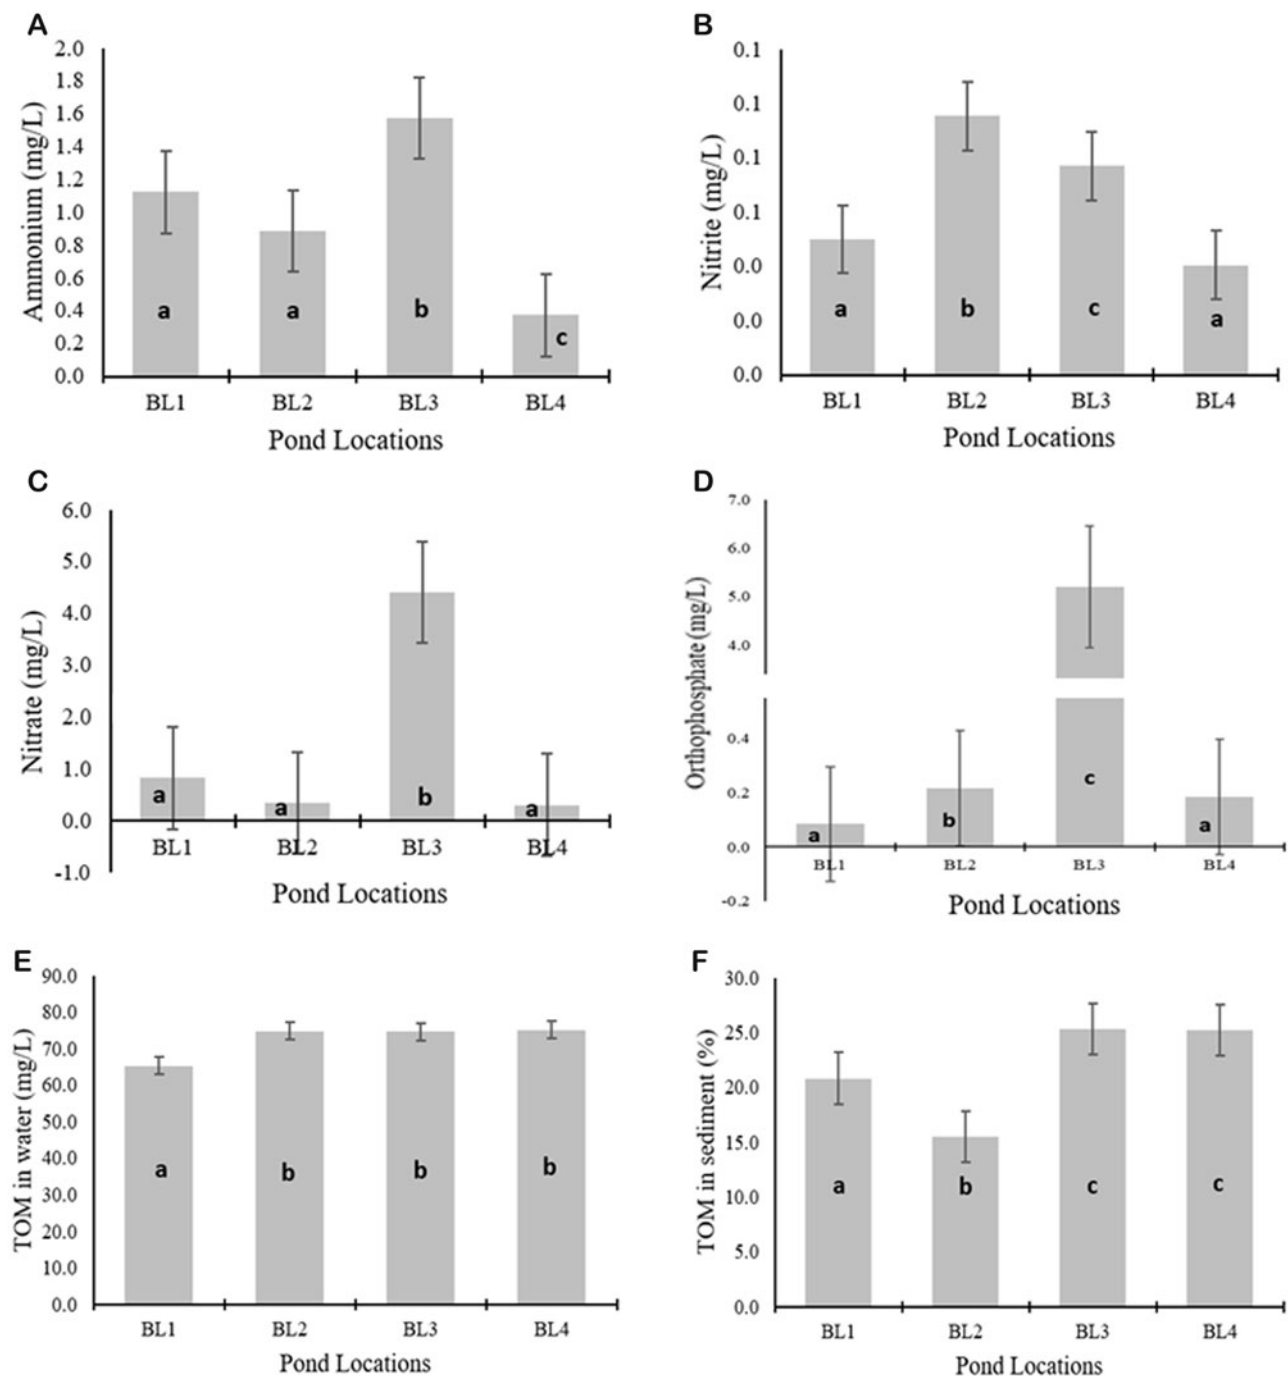 A
Ammonium (mg/L)
2.0
1.8
1.6
1.4
1.2
1.0
0.8
0.6
0.4
0.2
0.0
a
a
b
c
BL1 BL2 BL3 BL4
Pond Locations
B
Nitrite (mg/L)
0.1
0.1
0.1
0.1
0.0
0.0
0.0
a
b
c
a
BL1 BL2 BL3 BL4
Pond Locations
C
Nitrate (mg/L)
6.0
5.0
4.0
3.0
2.0
1.0
0.0
-1.0
a
a
b
a
BL1 BL2 BL3 BL4
Pond Locations
D
Orthophosphate (mg/L)
7.0
6.0
5.0
4.0
0.4
0.2
0.0
-0.2
a
b
c
a
BL1 BL2 BL3 BL4
Pond Locations
E
TOM in water (mg/L)
90.0
80.0
70.0
60.0
50.0
40.0
30.0
20.0
10.0
0.0
a
b
b
b
BL1 BL2 BL3 BL4
Pond Locations
F
TOM in sediment (%)
30.0
25.0
20.0
15.0
10.0
5.0
0.0
a
b
c
c
BL1 BL2 BL3 BL4
Pond Locations